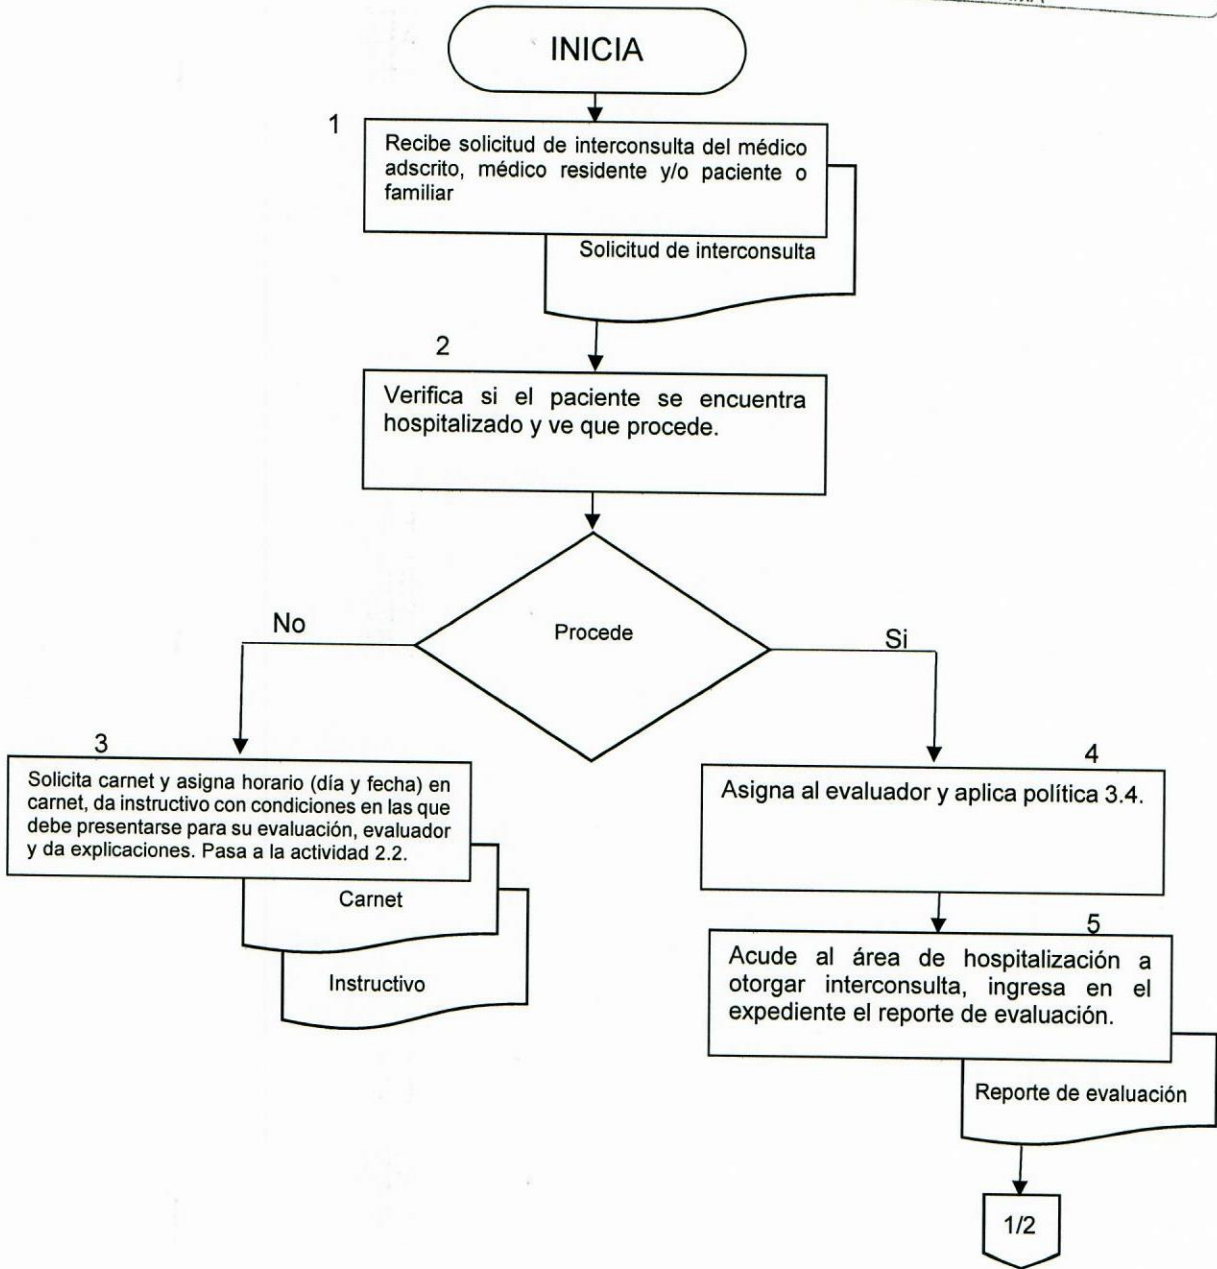 INICIA
1
Recibe solicitud de interconsulta del médico
adscrito, médico residente y/o paciente o
familiar
Solicitud de interconsulta
2
Verifica si el paciente se encuentra
hospitalizado y ve que procede.
Procede
No
Si
3
Solicita carnet y asigna horario (día y fecha) en
carnet, da instructivo con condiciones en las que
debe presentarse para su evaluación, evaluador
y da explicaciones. Pasa a la actividad 2.2.
Carnet
Instructivo
4
Asigna al evaluador y aplica política 3.4.
5
Acude al área de hospitalización a
otorgar interconsulta, ingresa en el
expediente el reporte de evaluación.
Reporte de evaluación
1/2